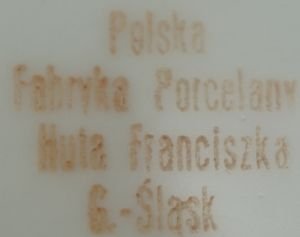 Polska
Fabryka Porcelany
Huta Franciszka
G.-Śląsk